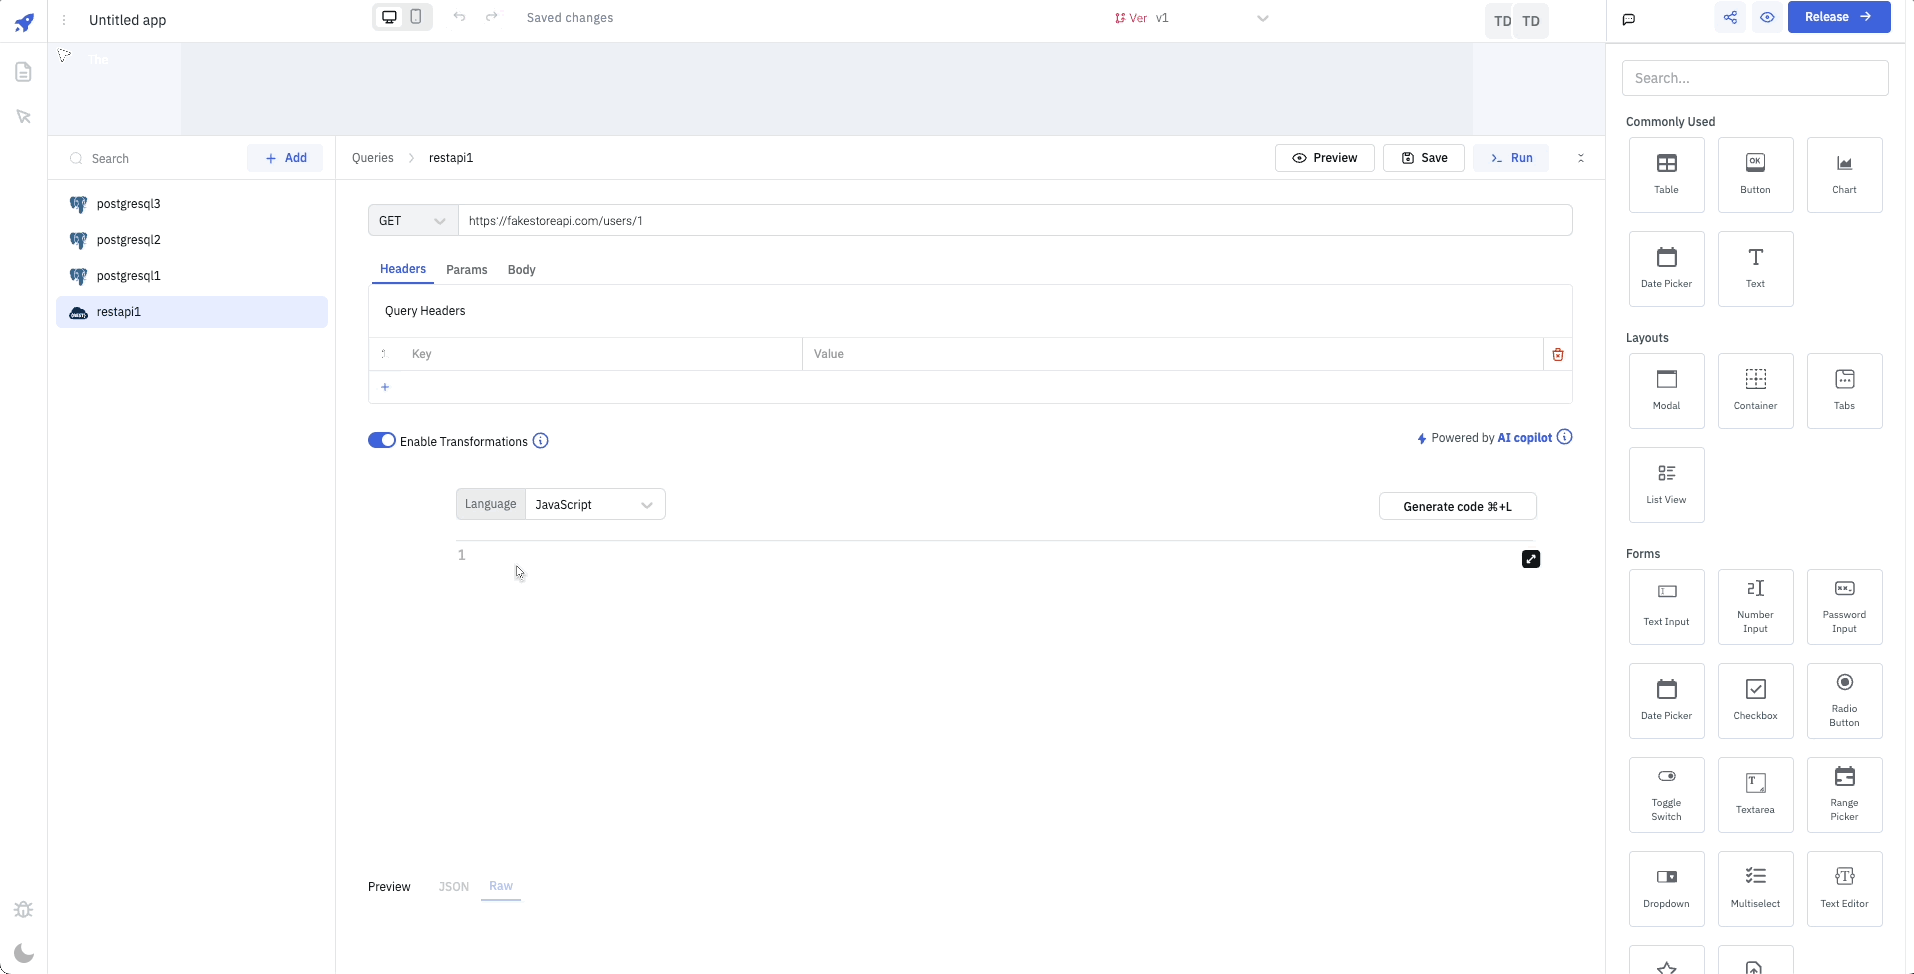 Untitled app
Saved changes
Ver v1
TD TD
Release
The
Search
Add
Queries
restapi1
Preview
Save
Run
postgresql3
postgresql2
postgresql1
restapi1
GET
https://fakestoreapi.com/users/1
Headers Params Body
Query Headers
Key
Value
+
Enable Transformations
Powered by AI copilot
Language
JavaScript
Generate code ⌘+L
1
Preview
JSON
Raw
Search...
Commonly Used
Table
Button
Chart
Date Picker
Text
Layouts
Modal
Container
Tabs
List View
Forms
Text Input
Number
Input
Password
Input
Date Picker
Checkbox
Radio
Button
Toggle
Switch
Textarea
Range
Picker
Dropdown
Multiselect
Text Editor